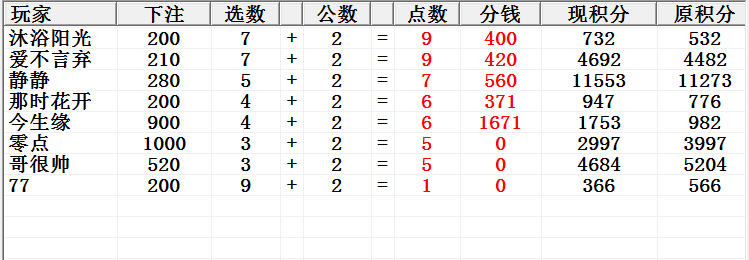 玩家 下注 选数 公数 点数 分钱 现积分 原积分
沐浴阳光 200 7 + 2 = 9 400 732 532
爱不言弃 210 7 + 2 = 9 420 4692 4482
静静 280 5 + 2 = 7 560 11553 11273
那时花开 200 4 + 2 = 6 371 947 776
今生缘 900 4 + 2 = 6 1671 1753 982
零点 1000 3 + 2 = 5 0 2997 3997
哥很帅 520 3 + 2 = 5 0 4684 5204
77 200 9 + 2 = 1 0 366 566